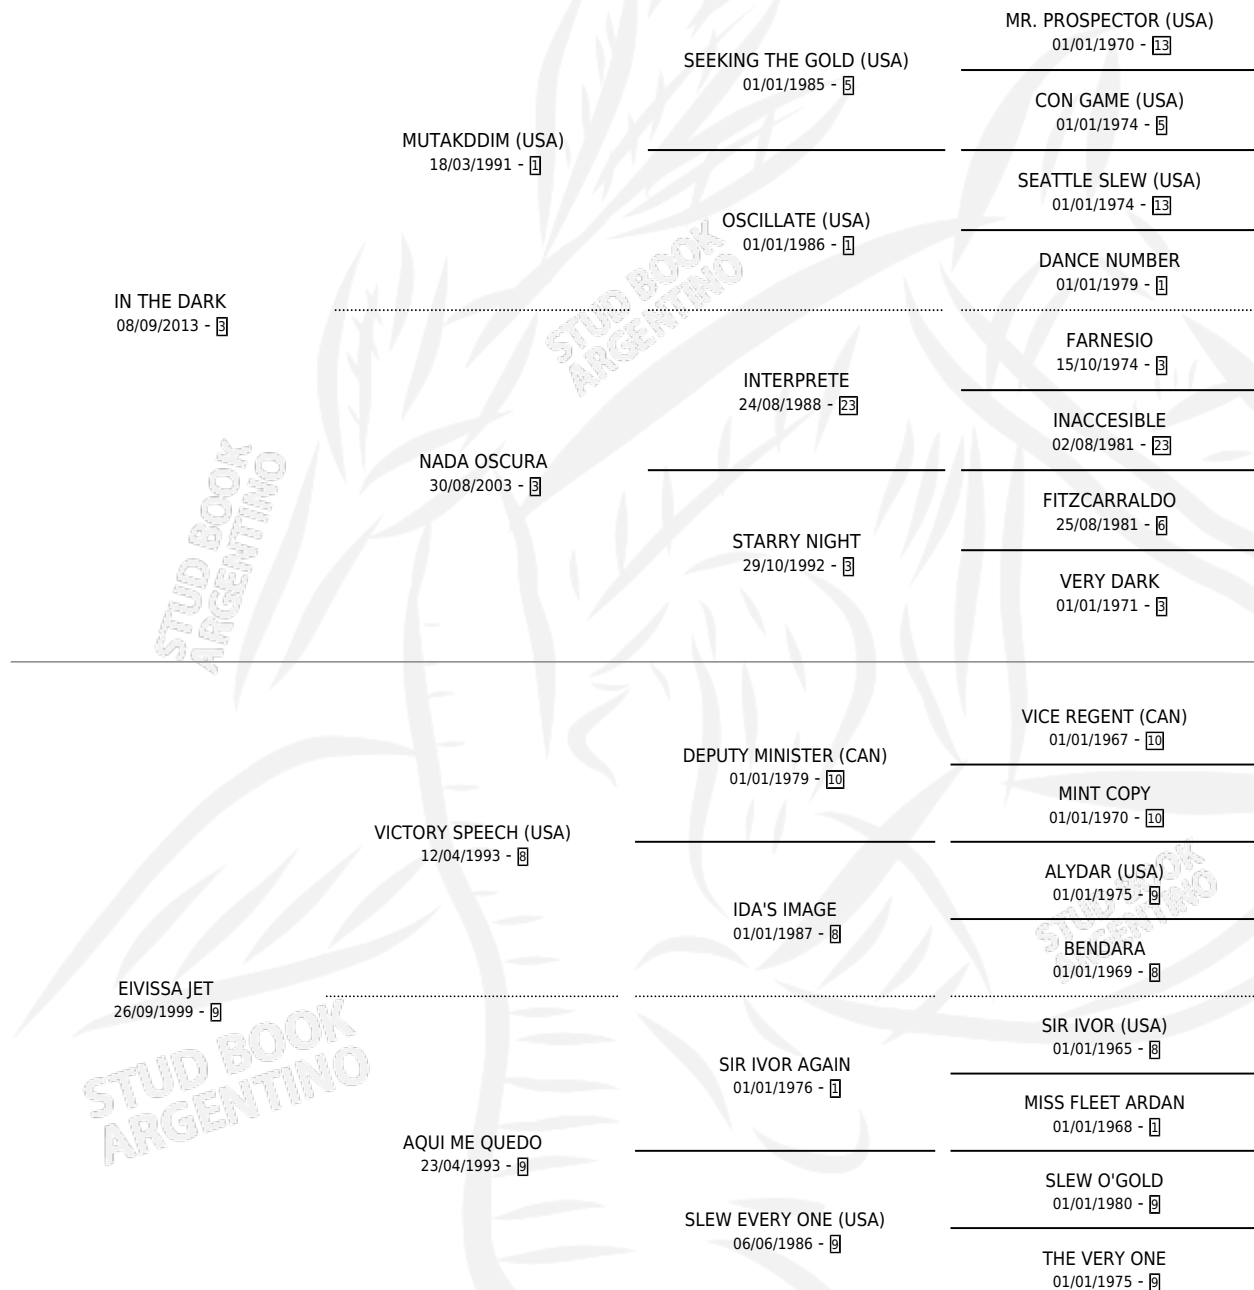 MR. PROSPECTOR (USA)
01/01/1970 - 13
SEEKING THE GOLD (USA)
01/01/1985 - 5
CON GAME (USA)
01/01/1974 - 5
MUTAKDDIM (USA)
18/03/1991 - 1
SEATTLE SLEW (USA)
01/01/1974 - 13
OSCILLATE (USA)
01/01/1986 - 1
DANCE NUMBER
01/01/1979 - 1
IN THE DARK
08/09/2013 - 3
STUD BOOK
ARGENTINO
FARNESIO
15/10/1974 - 3
INTERPRETE
24/08/1988 - 23
INACCESIBLE
02/08/1981 - 23
NADA OSCURA
30/08/2003 - 3
FITZCARRALDO
25/08/1981 - 6
STARRY NIGHT
29/10/1992 - 3
VERY DARK
01/01/1971 - 3
STUD BOOK
ARGENTINO
VICE REGENT (CAN)
01/01/1967 - 10
DEPUTY MINISTER (CAN)
01/01/1979 - 10
MINT COPY
01/01/1970 - 10
VICTORY SPEECH (USA)
12/04/1993 - 8
ALYDAR (USA)
01/01/1975 - 9
IDA'S IMAGE
01/01/1987 - 8
BENDARA
01/01/1969 - 8
STUD BOOK
ARGENTINO
EIVISSA JET
26/09/1999 - 9
STUD BOOK
ARGENTINO
SIR IVOR (USA)
01/01/1965 - 8
SIR IVOR AGAIN
01/01/1976 - 1
MISS FLEET ARDAN
01/01/1968 - 1
AQUI ME QUEDO
23/04/1993 - 9
SLEW O'GOLD
01/01/1980 - 9
SLEW EVERY ONE (USA)
06/06/1986 - 9
THE VERY ONE
01/01/1975 - 9